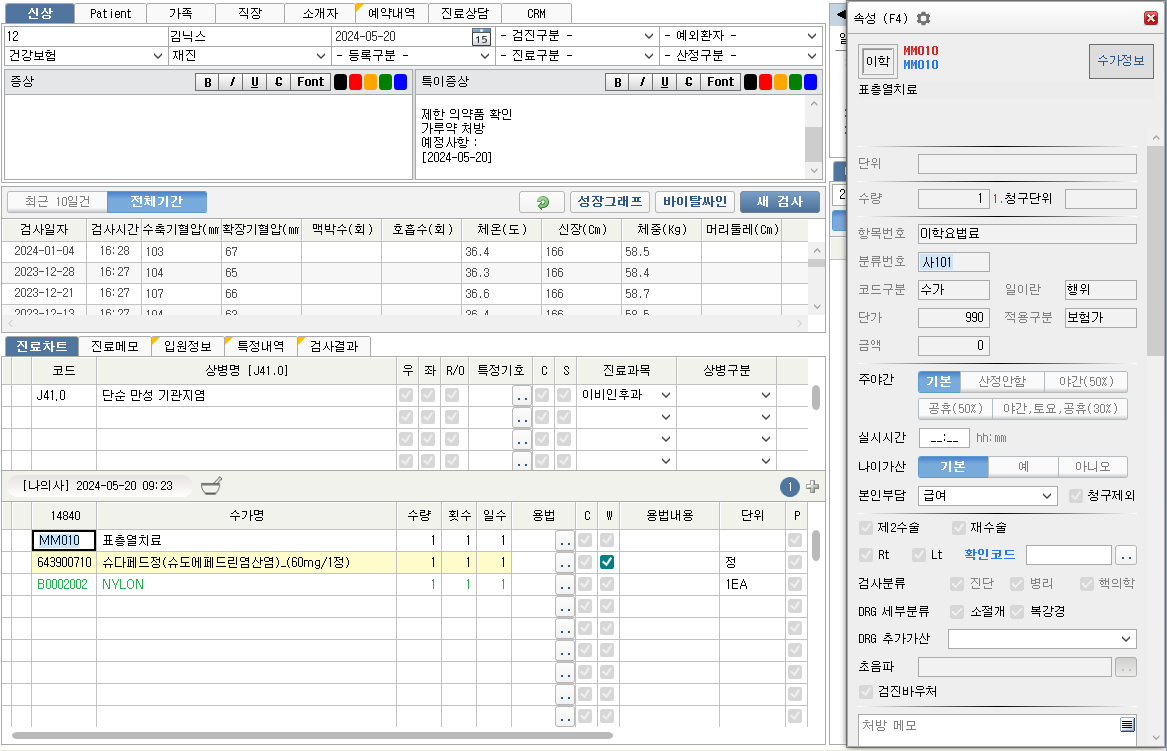 신상 Patient 가족 직장 소개자 예약내역 진료상담 CRM
12 김닉스 2024-05-20 15 - 검진구분 - - 예외환자 -
건강보험 재진 - 등록구분 - - 진료구분 - - 산정구분 -
증상 B I U C Font
특이증상 B I U C Font
제한 의약품 확인
가루약 처방
예정사항 :
[2024-05-20]
최근 10일건 전체기간 성장그래프 바이탈싸인 새 검사
검사일자 검사시간 수축기혈압(mm 확장기혈압(mm 맥박수(회) 호흡수(회) 체온(도) 신장(Cm) 체중(Kg) 머리둘레(Cm)
2024-01-04 16:28 103 67 36.4 166 58.5
2023-12-28 16:27 104 65 36.3 166 58.4
2023-12-21 16:27 107 66 36.6 166 58.7
2023-12-13 16:27 104 63 36.4 166 58.5
진료차트 진료메모 입원정보 특정내역 검사결과
코드 상병명 [J41.0] 우 좌 R/O 특정기호 C S 진료과목 상병구분
J41.0 단순 만성 기관지염 .. 이비인후과
..
..
..
[나의사] 2024-05-20 09:23 1
14840 수가명 수량 횟수 일수 용법 C W 용법내용 단위 P
MM010 표층열치료 1 1 1 ..
643900710 슈다페드정(슈도에페드린염산염)_(60mg/1정) 1 1 1 .. 정
B0002002 NYLON 1 1 1 .. 1EA
..
..
..
..
..
..
속성 (F4)
이학 MM010
MM010
수가정보
표층열치료
단위
수량 1 1.청구단위
항목번호 이학요법료
분류번호 사101
코드구분 수가 일이란 행위
단가 990 적용구분 보험가
금액 0
주야간 기본 산정안함 야간(50%)
공휴(50%) 야간,토요,공휴(30%)
실시시간 __:__ hh:mm
나이가산 기본 예 아니오
본인부담 급여 청구제외
제2수술 재수술
Rt Lt 확인코드 ..
검사분류 진단 병리 핵의학
DRG 세부분류 소절개 복강경
DRG 추가가산
초음파 ..
검진바우처
처방 메모